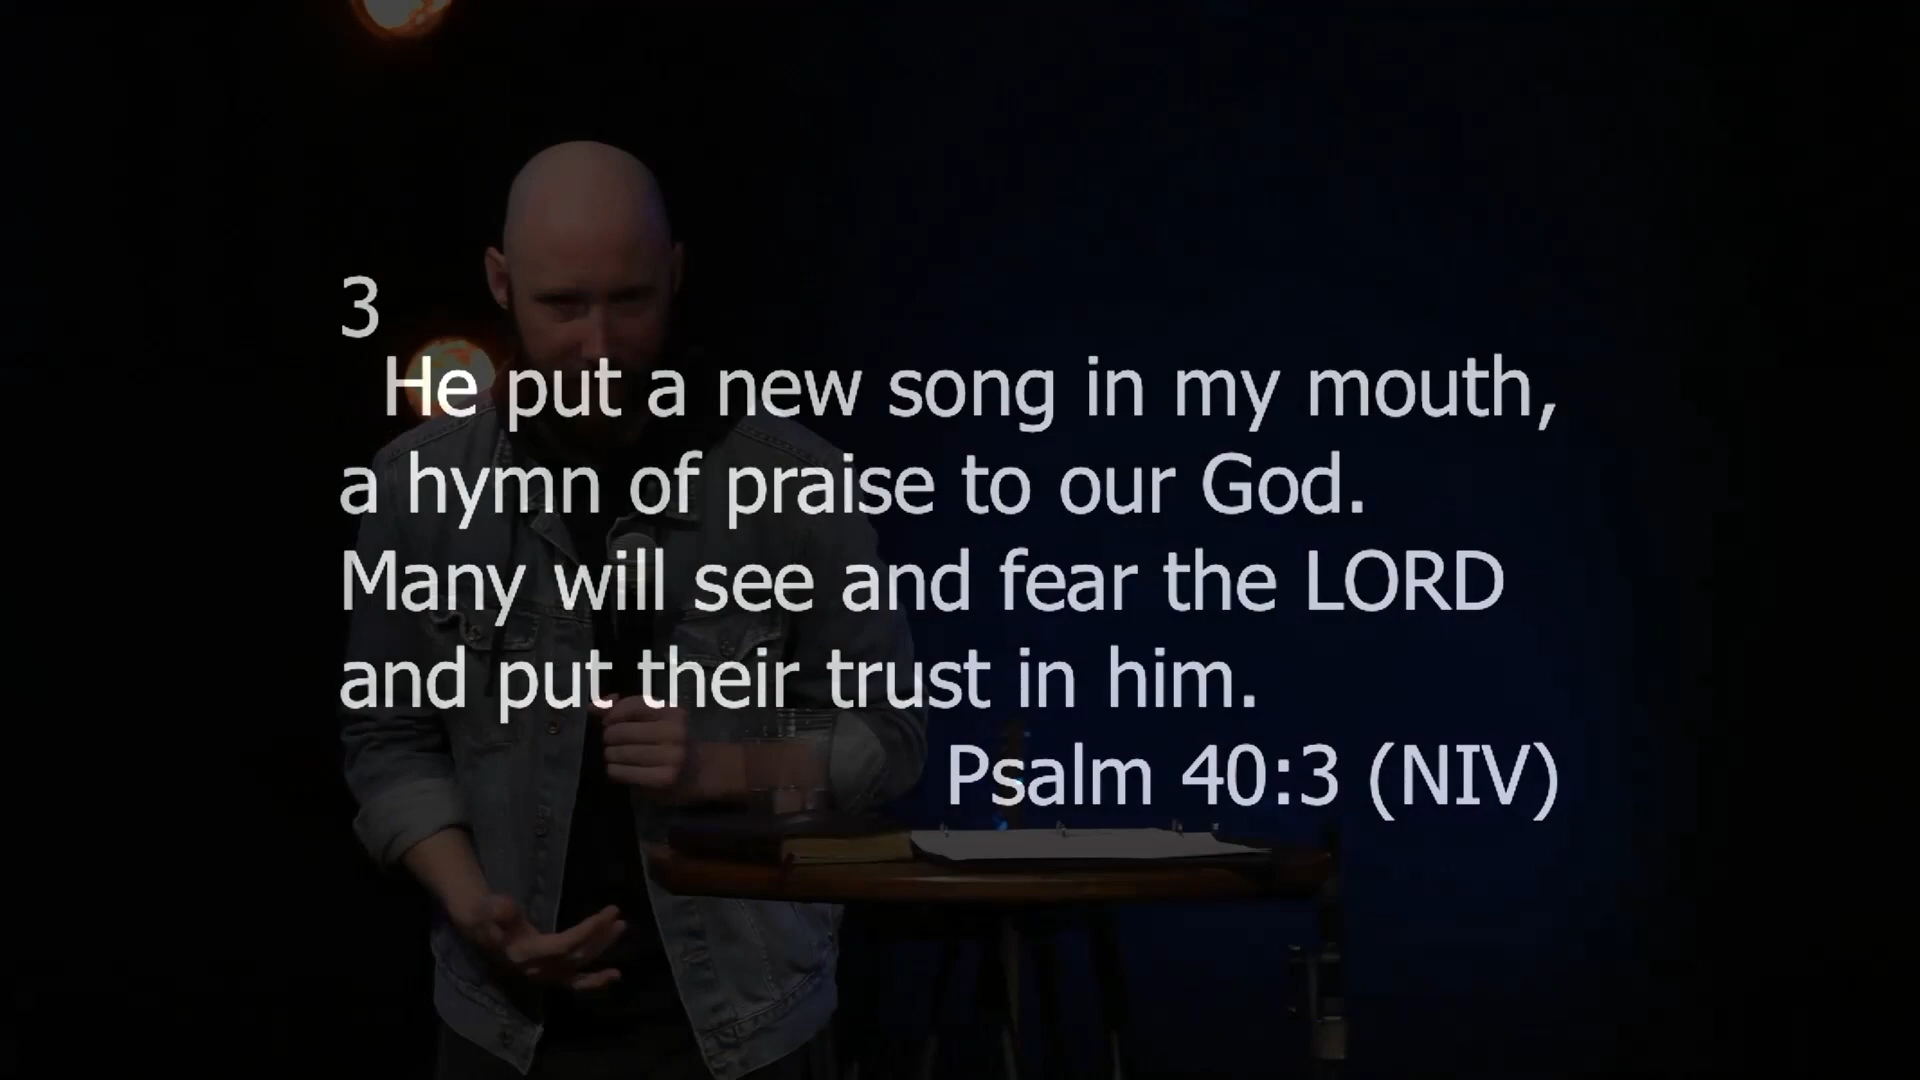 3
He put a new song in my mouth,
a hymn of praise to our God.
Many will see and fear the LORD
and put their trust in him.
Psalm 40:3 (NIV)